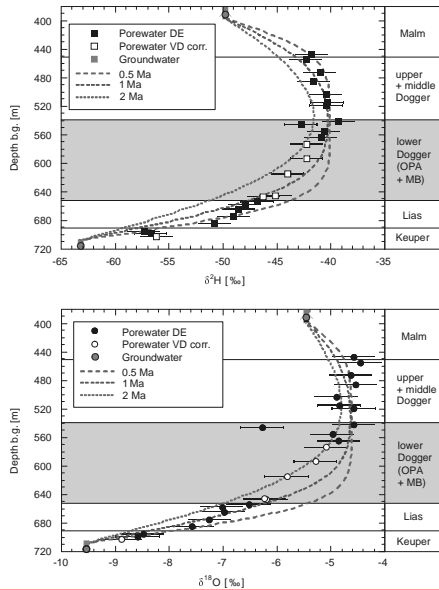 400
440
480
520
560
600
640
680
720
Depth b.g. [m]
Porewater DE
Porewater VD corr.
Groundwater
0.5 Ma
1 Ma
2 Ma
Malm
upper
+ middle
Dogger
lower
Dogger
(OPA
+ MB)
Lias
Keuper
-65 -60 -55 -50 -45 -40 -35
δ²H [‰]
400
440
480
520
560
600
640
680
720
Depth b.g. [m]
Porewater DE
Porewater VD corr.
Groundwater
0.5 Ma
1 Ma
2 Ma
Malm
upper
+ middle
Dogger
lower
Dogger
(OPA
+ MB)
Lias
Keuper
-10 -9 -8 -7 -6 -5 -4
δ¹⁸O [‰]